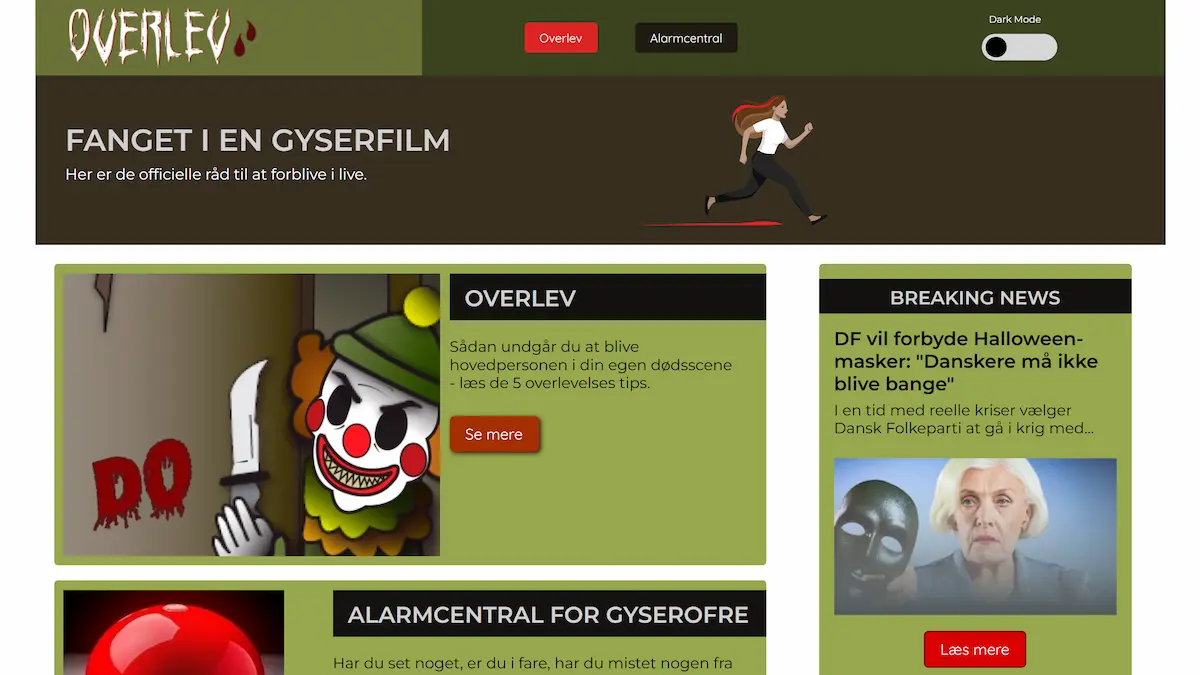 OVERLEV
Overlev
Alarmcentral
Dark Mode
FANGET I EN GYSERFILM
Her er de officielle råd til at forblive i live.
DO
OVERLEV
Sådan undgår du at blive
hovedpersonen i din egen dødsscene
- læs de 5 overlevelses tips.
Se mere
ALARMCENTRAL FOR GYSEROFRE
Har du set noget, er du i fare, har du mistet nogen fra
BREAKING NEWS
DF vil forbyde Halloween-
masker: "Danskere må ikke
blive bange"
I en tid med reelle kriser vælger
Dansk Folkeparti at gå i krig med...
Læs mere